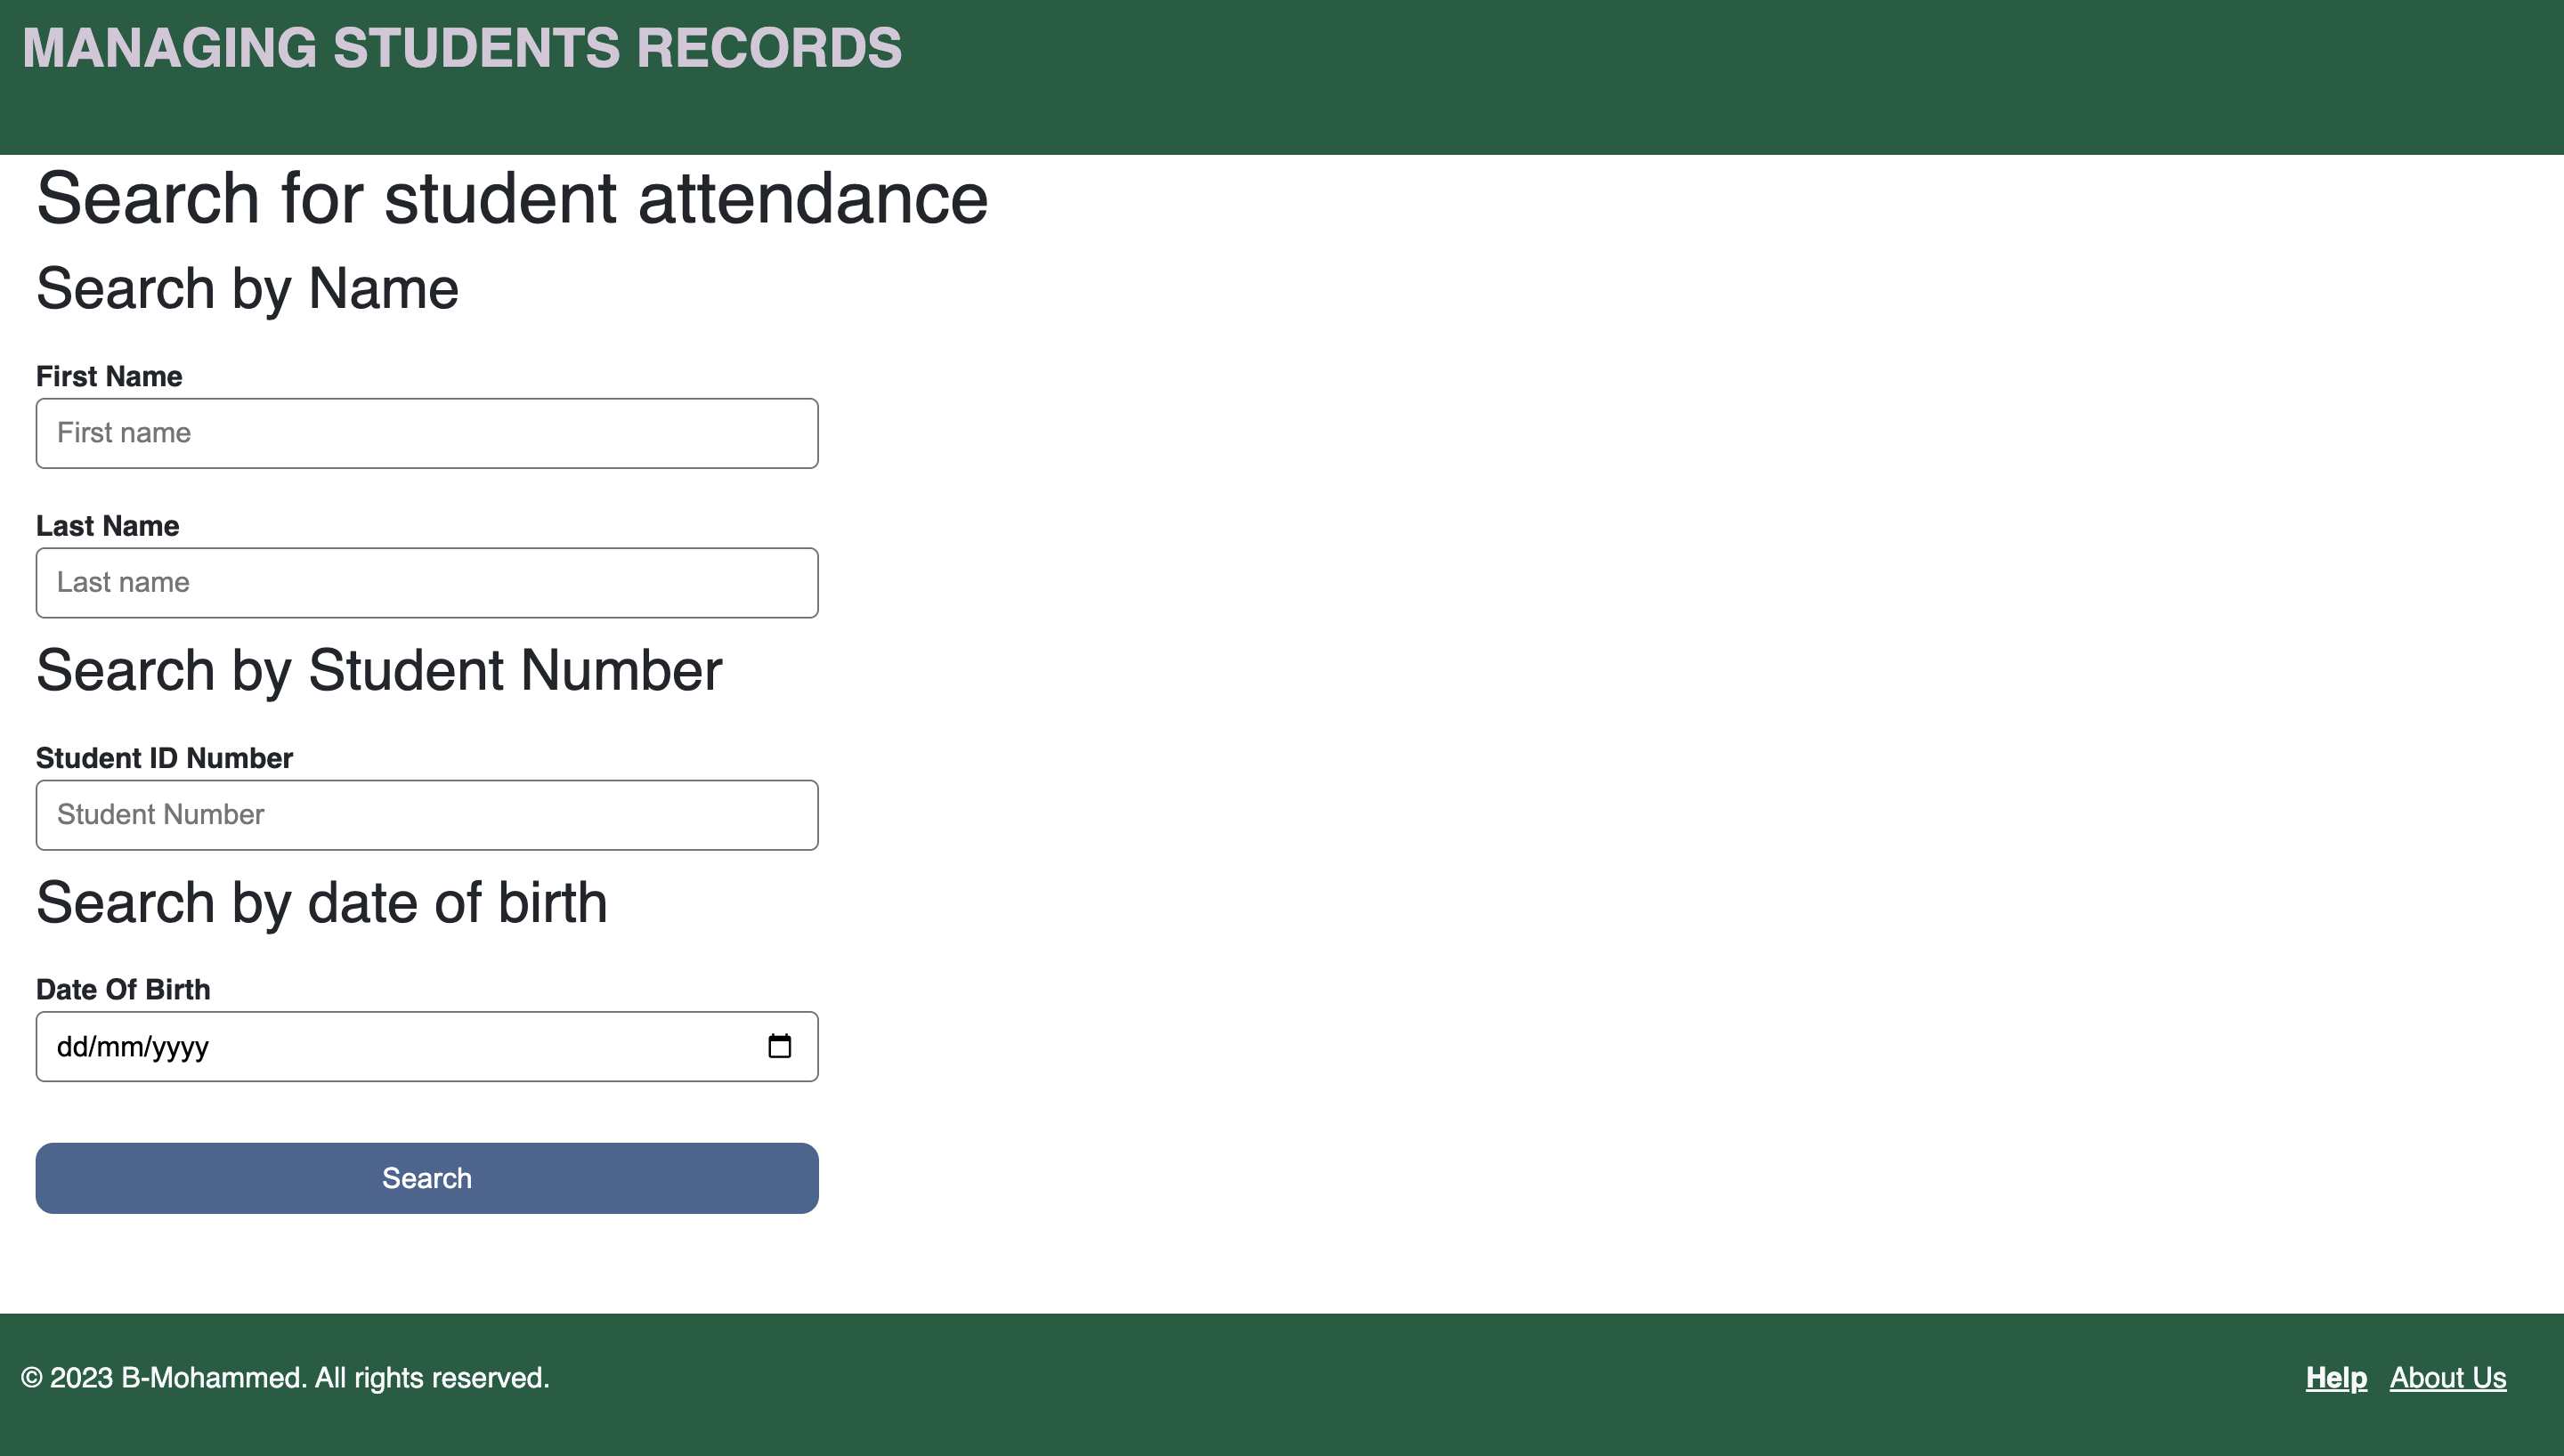 MANAGING STUDENTS RECORDS
Search for student attendance
Search by Name
First Name
First name
Last Name
Last name
Search by Student Number
Student ID Number
Student Number
Search by date of birth
Date Of Birth
dd/mm/yyyy
Search
© 2023 B-Mohammed. All rights reserved.
Help About Us